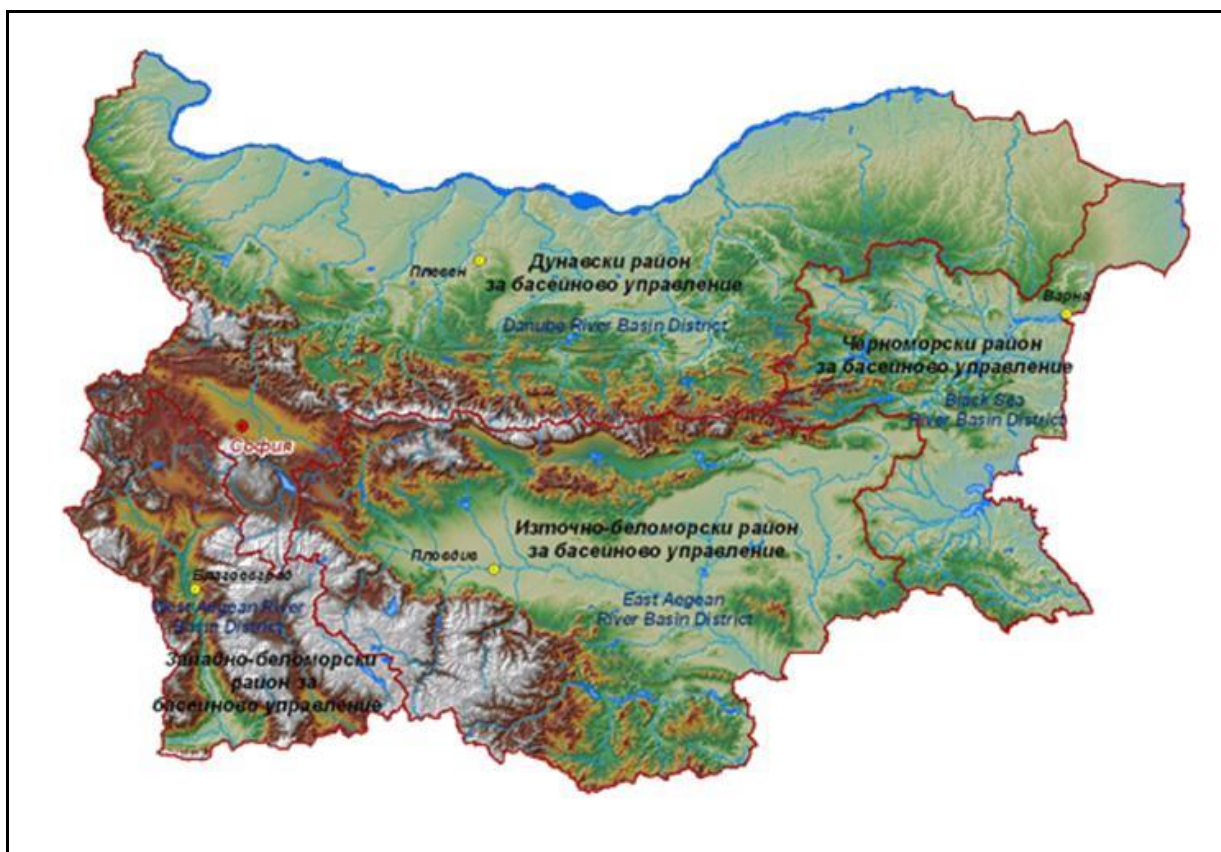 Плевен
Дунавски район
за басейново управление
Danube River Basin District
Варна
Черноморски район
за басейново управление
Black Sea
River Basin District
София
Източно-беломорски район
за басейново управление
Пловдив
East Aegean
River Basin District
Благоевград
West Aegean River
Basin District
Западно-беломорски
район за
басейново управление